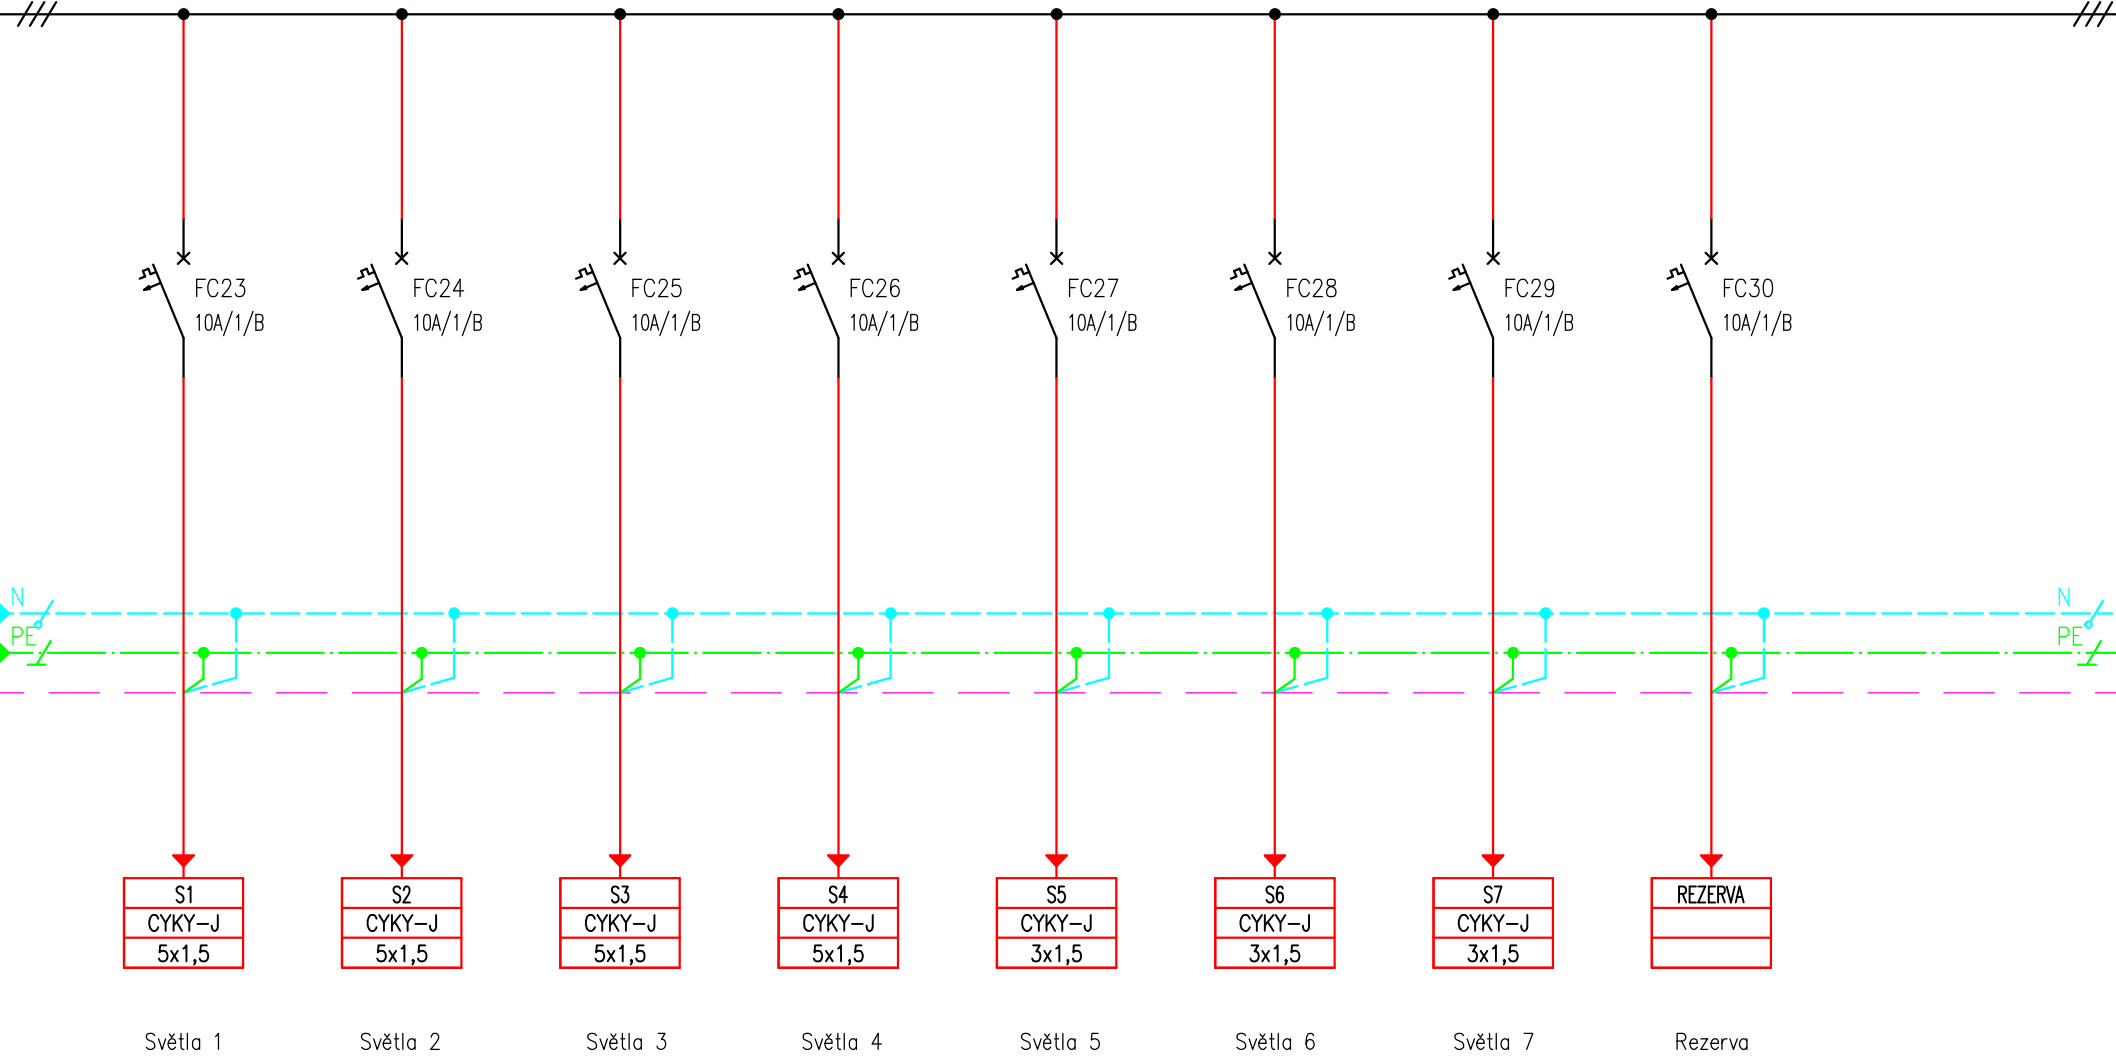 FC23 FC24 FC25 FC26 FC27 FC28 FC29 FC30
10A/1/B 10A/1/B 10A/1/B 10A/1/B 10A/1/B 10A/1/B 10A/1/B 10A/1/B
N N
PE PE
S1 S2 S3 S4 S5 S6 S7 REZERVA
CYKY-J CYKY-J CYKY-J CYKY-J CYKY-J CYKY-J CYKY-J
5x1,5 5x1,5 5x1,5 5x1,5 3x1,5 3x1,5 3x1,5
Světla 1 Světla 2 Světla 3 Světla 4 Světla 5 Světla 6 Světla 7 Rezerva